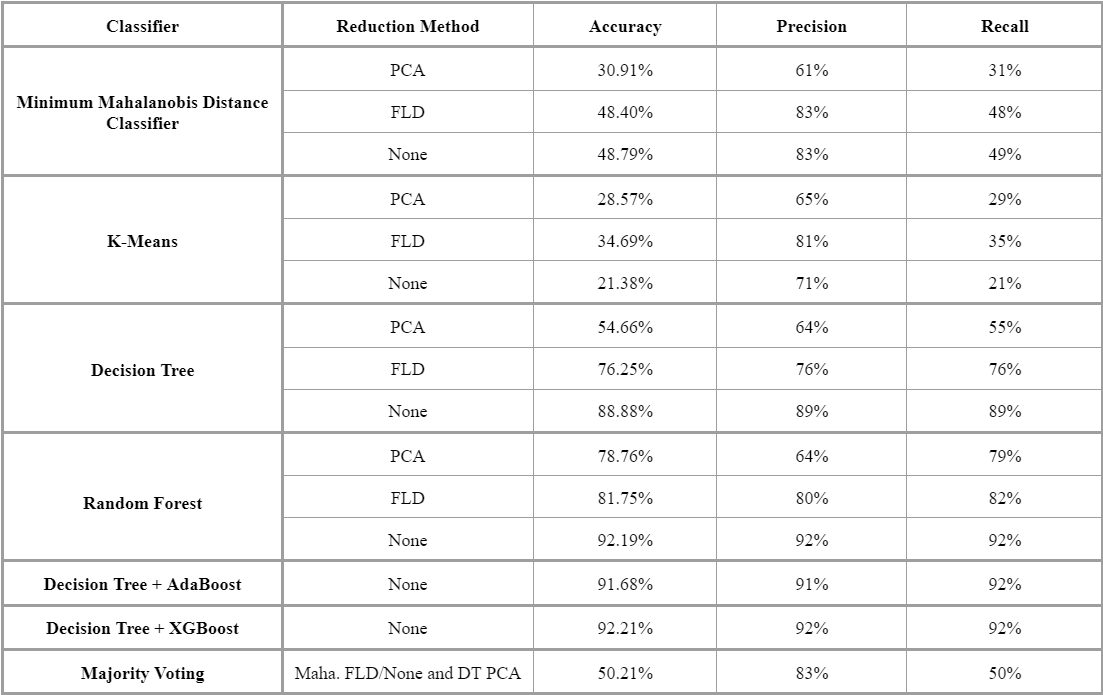 Classifier Reduction Method Accuracy Precision Recall
Minimum Mahalanobis Distance
Classifier
PCA 30.91% 61% 31%
FLD 48.40% 83% 48%
None 48.79% 83% 49%
K-Means
PCA 28.57% 65% 29%
FLD 34.69% 81% 35%
None 21.38% 71% 21%
Decision Tree
PCA 54.66% 64% 55%
FLD 76.25% 76% 76%
None 88.88% 89% 89%
Random Forest
PCA 78.76% 64% 79%
FLD 81.75% 80% 82%
None 92.19% 92% 92%
Decision Tree + AdaBoost None 91.68% 91% 92%
Decision Tree + XGBoost None 92.21% 92% 92%
Majority Voting Maha. FLD/None and DT PCA 50.21% 83% 50%